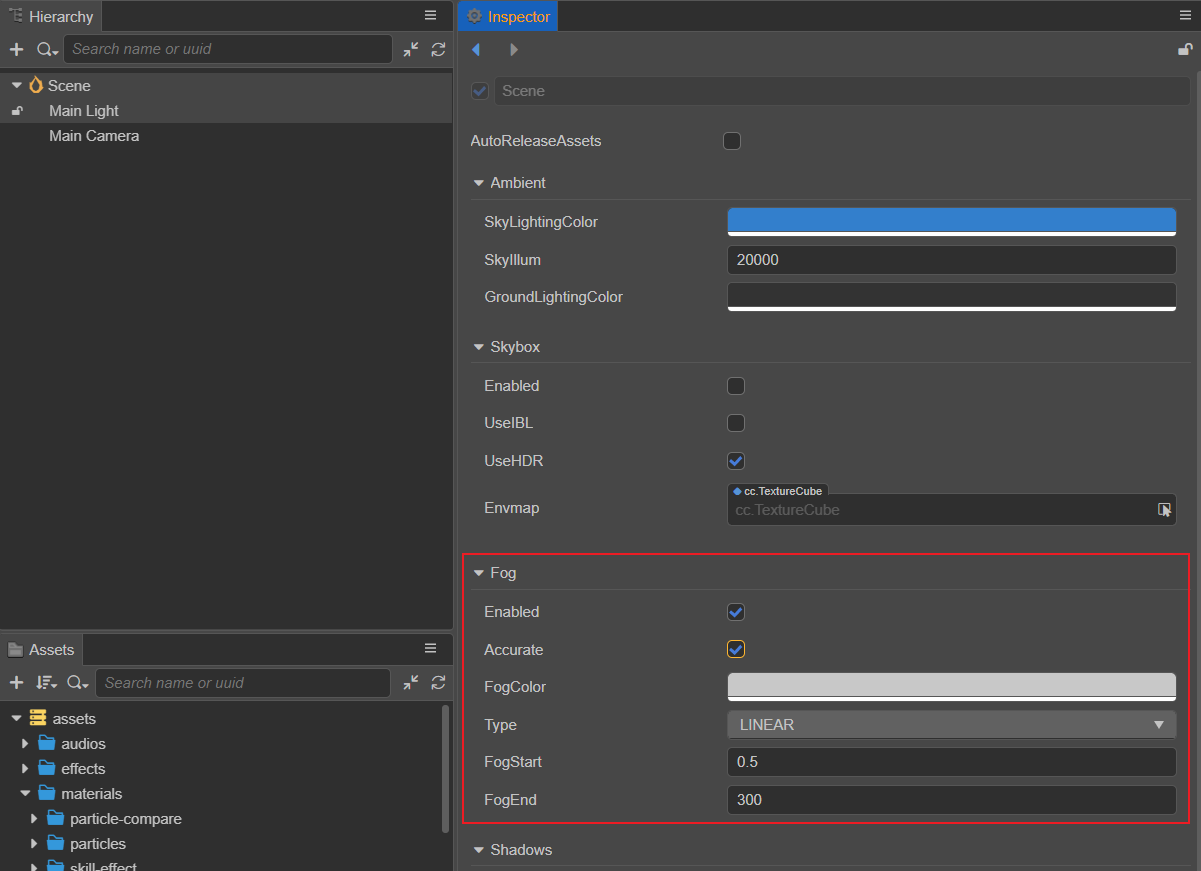 Hierarchy
Search name or uuid
Scene
Main Light
Main Camera
Assets
Search name or uuid
assets
audios
effects
materials
particle-compare
particles
skill-effect
Inspector
Scene
AutoReleaseAssets
Ambient
SkyLightingColor
SkyIllum 20000
GroundLightingColor
Skybox
Enabled
UseIBL
UseHDR
cc.TextureCube
Envmap cc.TextureCube
Fog
Enabled
Accurate
FogColor
Type LINEAR
FogStart 0.5
FogEnd 300
Shadows